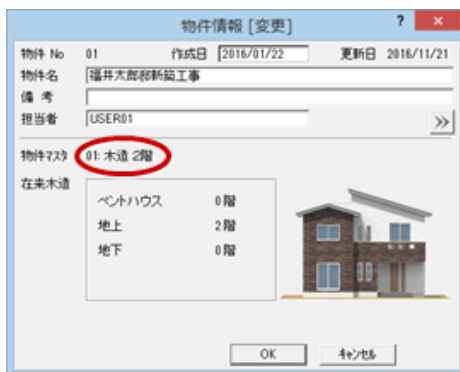 物件情報 [変更]
? ×
物件 No 01 作成日 2016/01/22 更新日 2016/11/21
物件名 福井太郎邸新築工事
備 考
担当者 USER01
>>
物件マスタ 01: 木造 2階
在来木造
ペントハウス 0階
地上 2階
地下 0階
OK キャンセル